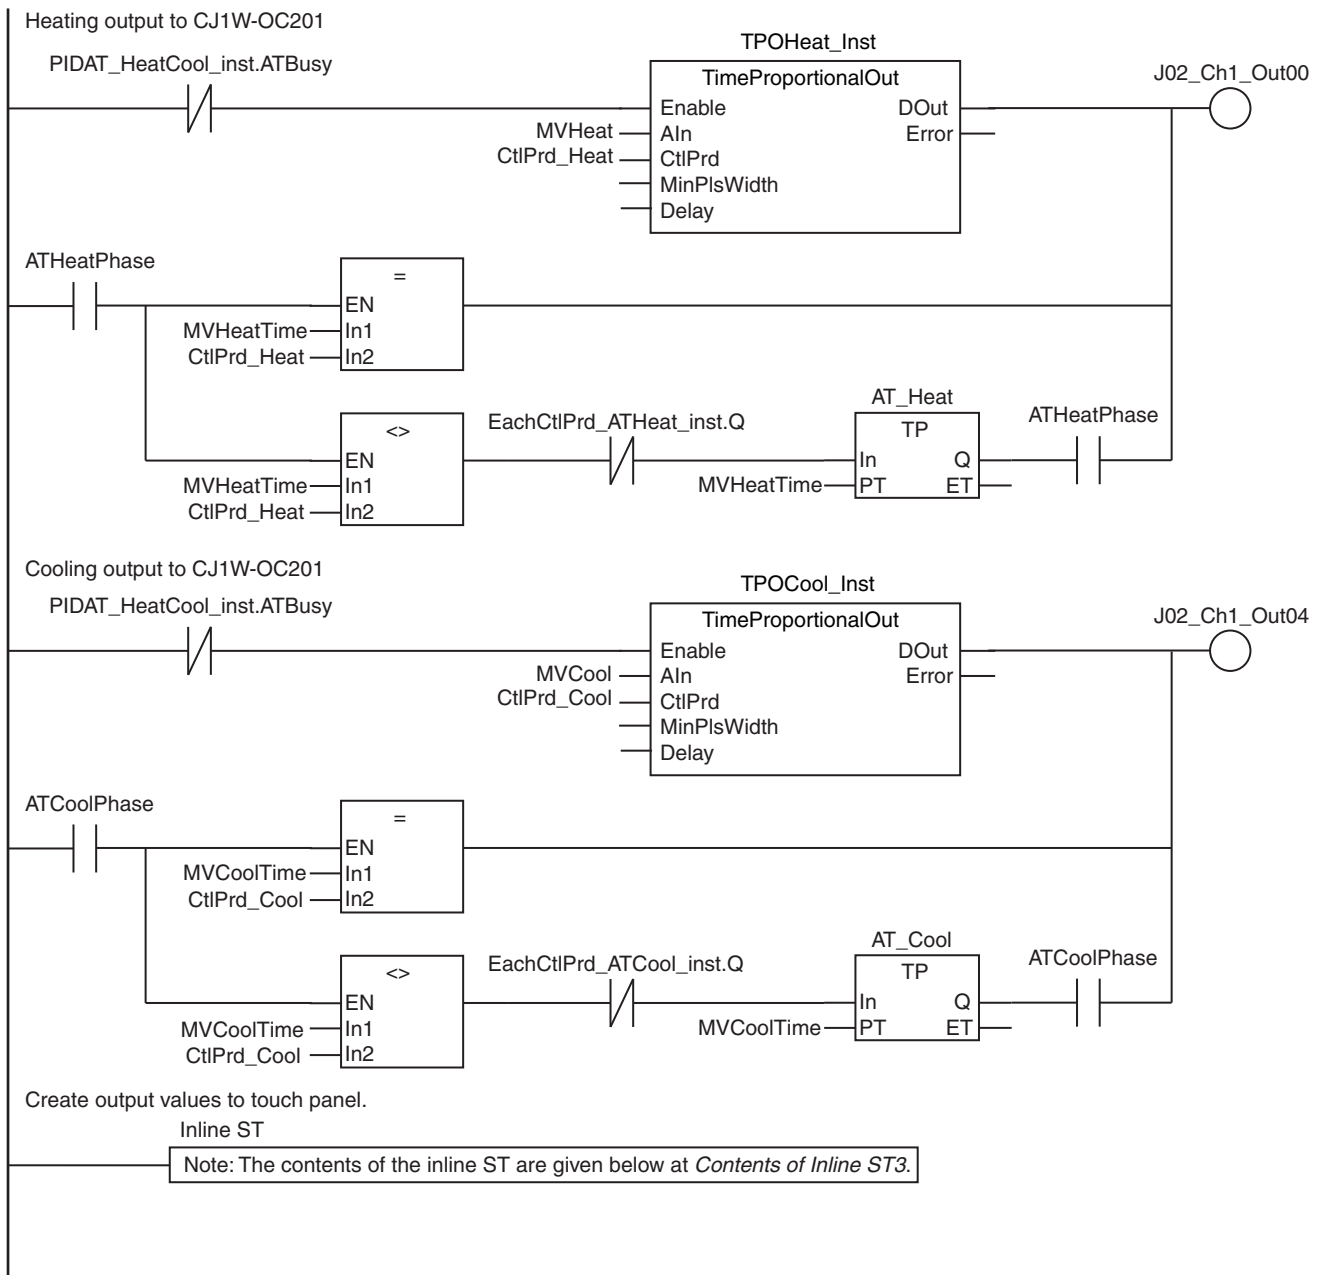 Heating output to CJ1W-OC201
TPOHeat_Inst
PIDAT_HeatCool_inst.ATBusy
J02_Ch1_Out00
TimeProportionalOut
Enable DOut
MVHeat AIn Error
CtlPrd_Heat CtlPrd
MinPlsWidth
Delay
ATHeatPhase
=
EN
MVHeatTime In1
CtlPrd_Heat In2
AT_Heat
EachCtlPrd_ATHeat_inst.Q ATHeatPhase
<> TP
EN In Q
MVHeatTime In1 MVHeatTime PT ET
CtlPrd_Heat In2
Cooling output to CJ1W-OC201
TPOCool_Inst
PIDAT_HeatCool_inst.ATBusy
J02_Ch1_Out04
TimeProportionalOut
Enable DOut
MVCool AIn Error
CtlPrd_Cool CtlPrd
MinPlsWidth
Delay
ATCoolPhase
=
EN
MVCoolTime In1
CtlPrd_Cool In2
AT_Cool
EachCtlPrd_ATCool_inst.Q ATCoolPhase
<> TP
EN In Q
MVCoolTime In1 MVCoolTime PT ET
CtlPrd_Cool In2
Create output values to touch panel.
Inline ST
Note: The contents of the inline ST are given below at Contents of Inline ST3.